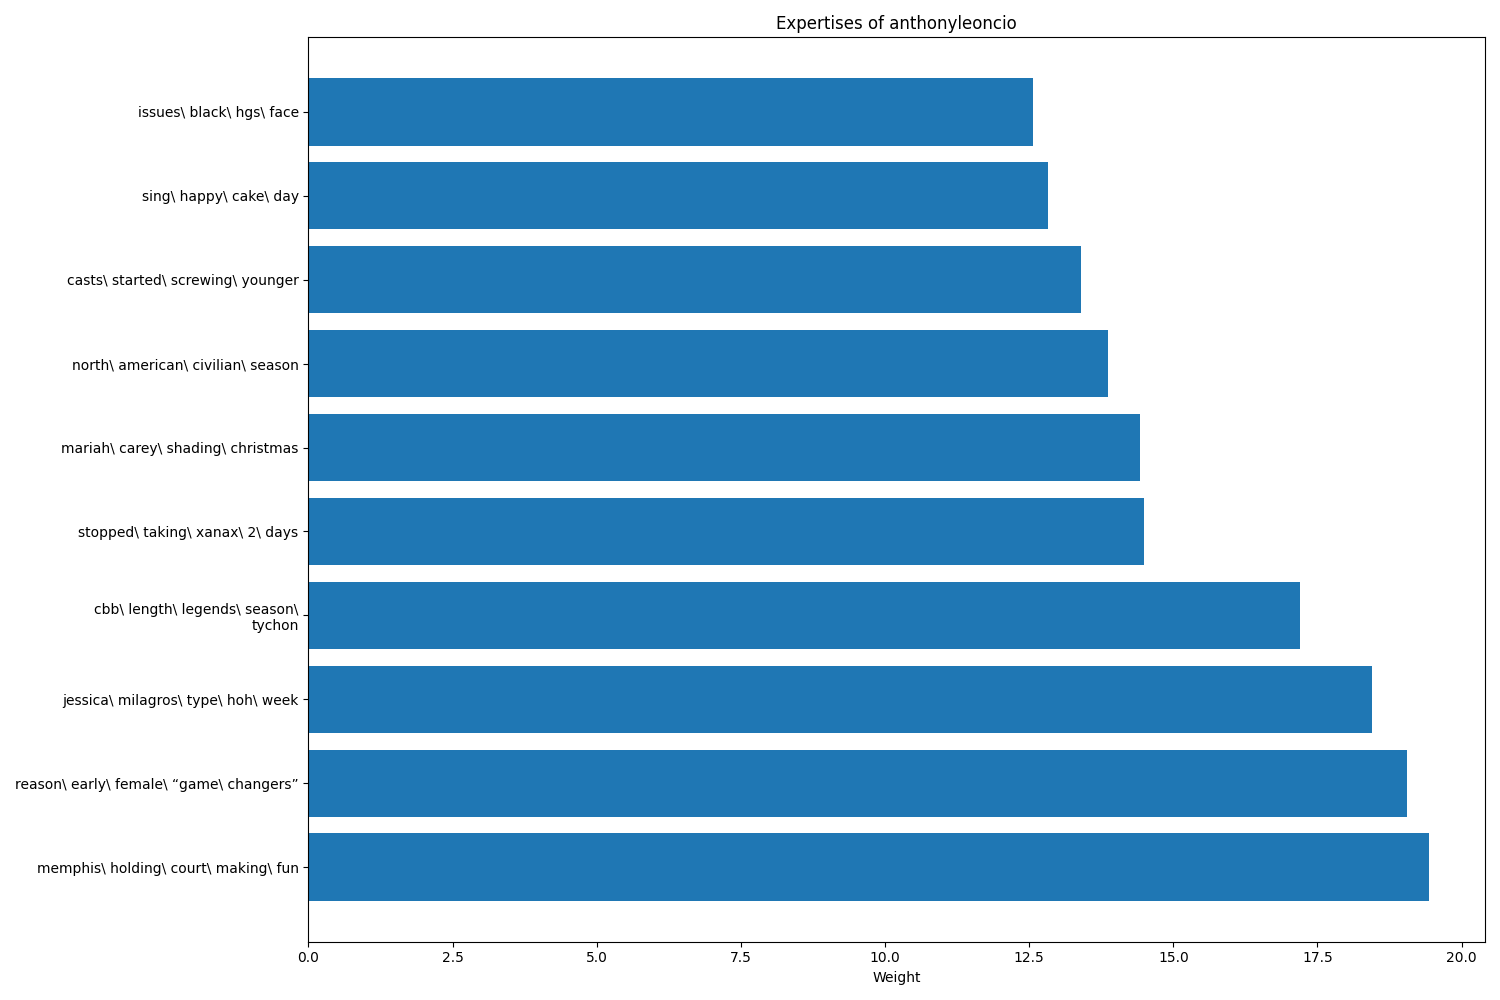 Expertises of anthonyleoncio
issues\ black\ hgs\ face
sing\ happy\ cake\ day
casts\ started\ screwing\ younger
north\ american\ civilian\ season
mariah\ carey\ shading\ christmas
stopped\ taking\ xanax\ 2\ days
cbb\ length\ legends\ season\
tychon
jessica\ milagros\ type\ hoh\ week
reason\ early\ female\ “game\ changers”
memphis\ holding\ court\ making\ fun
0.0 2.5 5.0 7.5 10.0 12.5 15.0 17.5 20.0
Weight